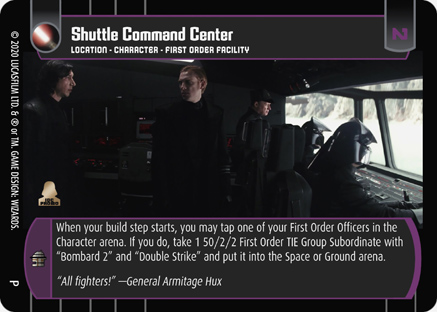 Shuttle Command Center
LOCATION - CHARACTER - FIRST ORDER FACILITY
2
© 2020 LUCASFILM LTD. & ® or TM. GAME DESIGN: WIZARDS.
P
When your build step starts, you may tap one of your First Order Officers in the
Character arena. If you do, take 1 50/2/2 First Order TIE Group Subordinate with
"Bombard 2" and "Double Strike" and put it into the Space or Ground arena.
"All fighters!" —General Armitage Hux